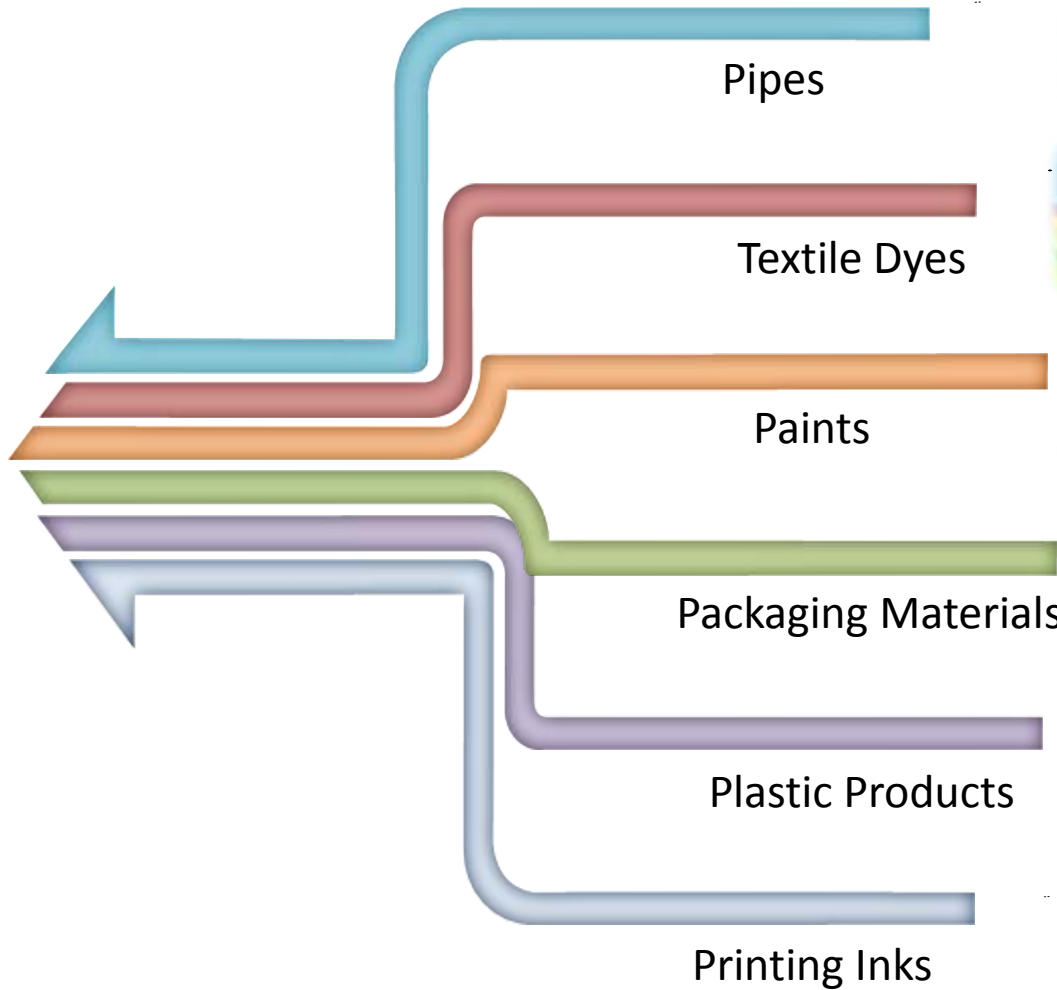 Pipes
Textile Dyes
Paints
Packaging Materials
Plastic Products
Printing Inks